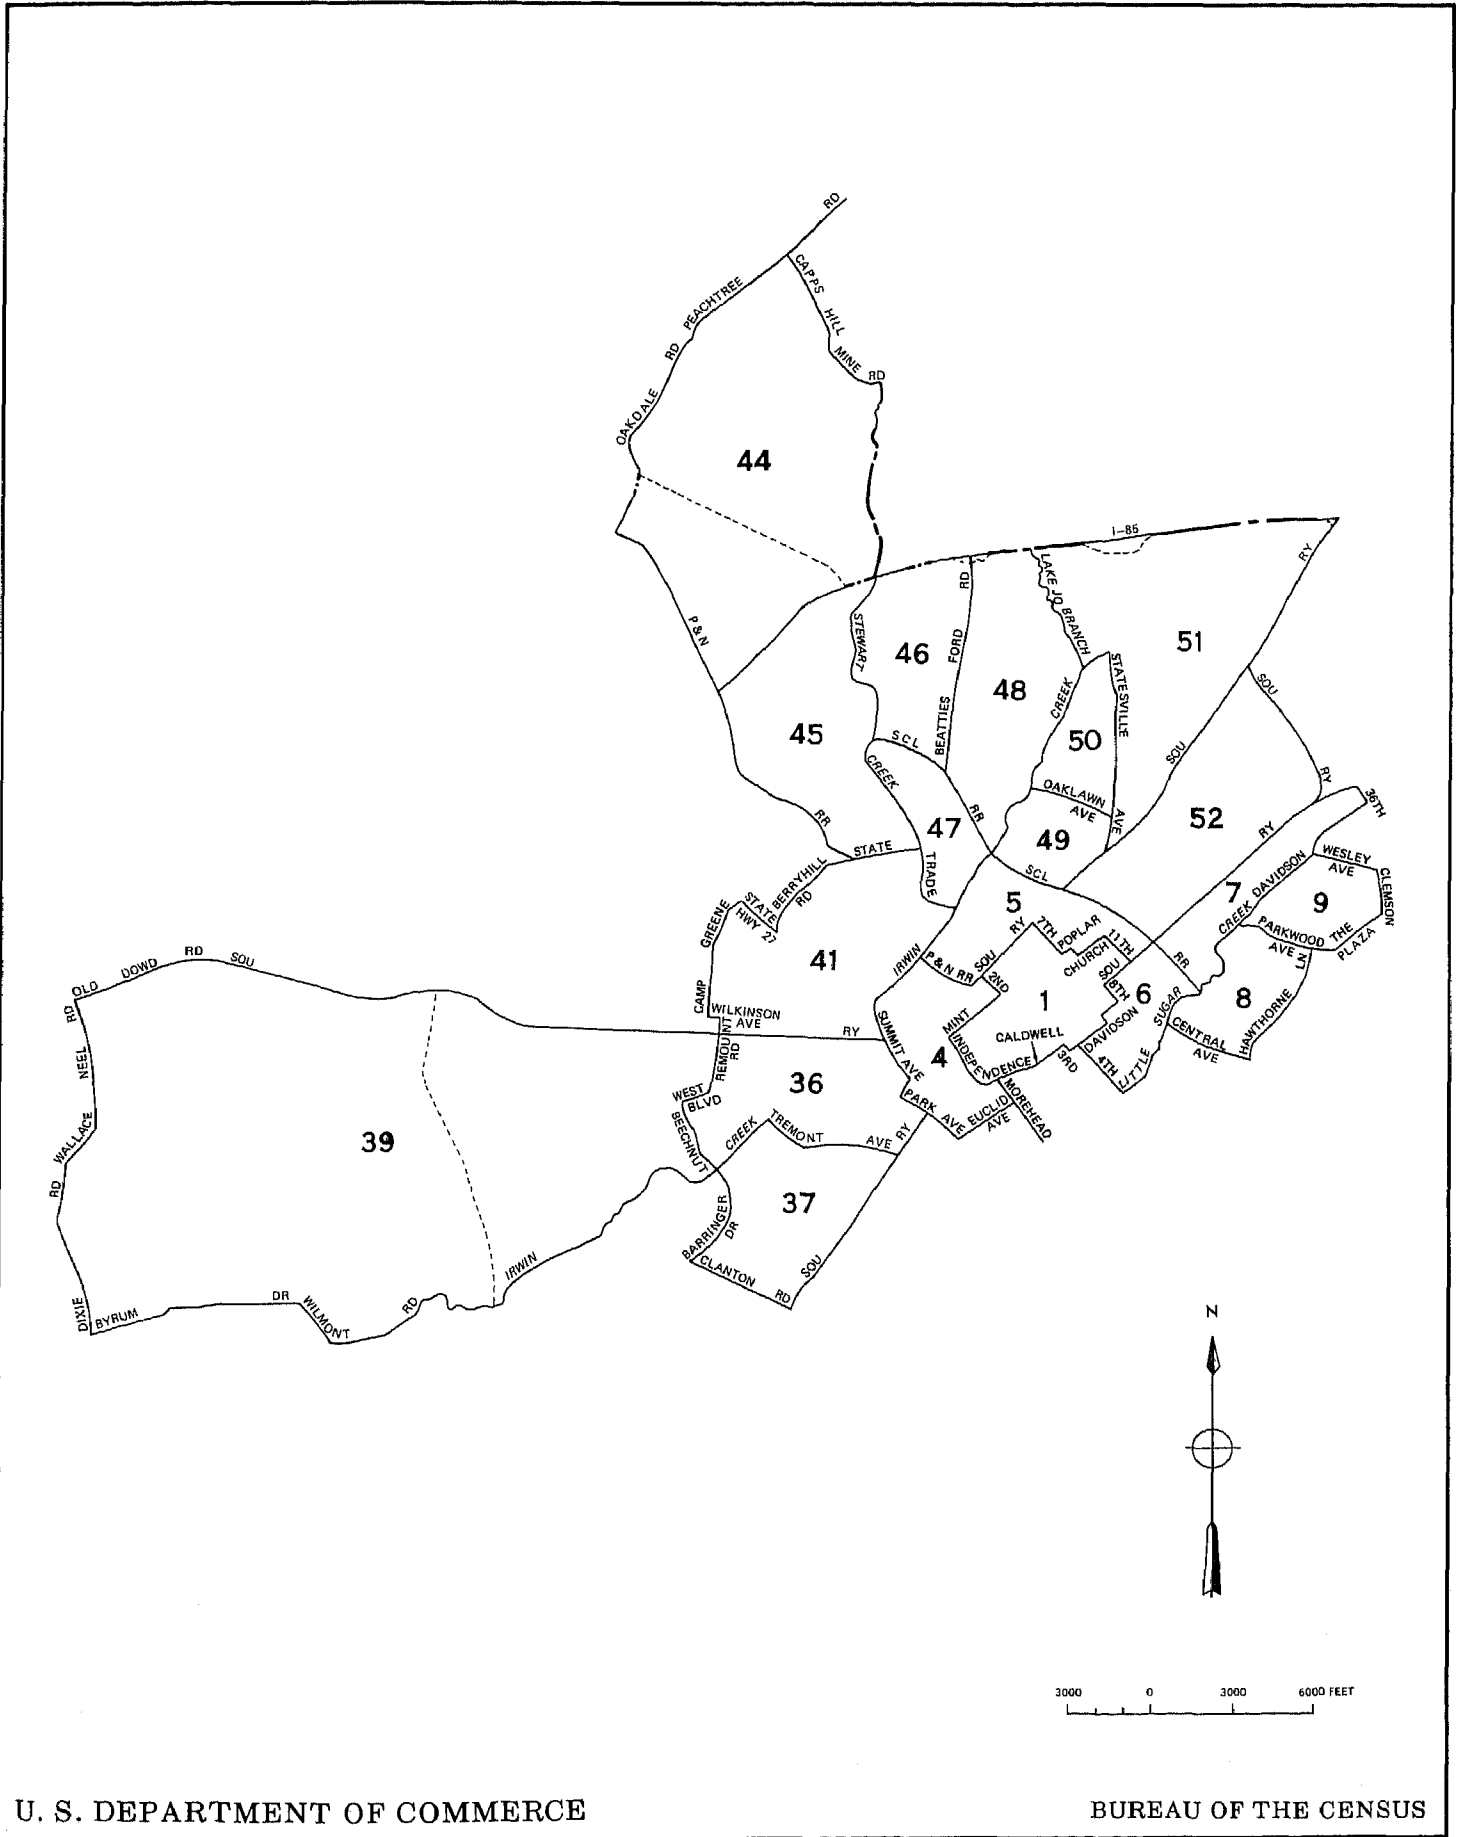 RD
PEACHTREE
CAPPS
HILL
MINE RD
RD
OAKDALE
44
I-85
RY
LAKE JO BRANCH
RD
P & N
STEWART
46
FORD
51
STATESVILLE
SOU
48
CREEK
45
BEATTIES
50
SCL
SOU
CREEK
RY
OAKLAWN
AVE
36TH
RR
RR
AVE
52
RY
47
49
STATE
WESLEY
AVE
BERRYHILL
RD
TRADE
SCL
DAVIDSON
CLEMSON
STATE
HWY 27
5
7
9
GREENE
7TH
POPLAR
11TH
CREEK
PARKWOOD
AVE
THE
PLAZA
RY
CHURCH
41
IRWIN
P & N RR
SOU
2ND
SOU
8TH
RR
LN
OLD DOWD RD SOU
RD
CAMP
1
6
SUGAR
8
HAWTHORNE
WILKINSON
AVE
MINT
CALDWELL
DAVIDSON
CENTRAL
AVE
RY
SUMMIT AVE
NEEL
REMOUNT
RD
4
INDEPENDENCE
3RD
4TH
LITTLE
36
WEST
BLVD
PARK AVE
EUCLID
AVE
MOREHEAD
WALLACE
39
BEECHNUT
CREEK
TREMONT AVE
RY
RD
37
BARRINGER
DR
IRWIN
CLANTON RD
SOU
DIXIE
BYRUM DR
WILMONT RD
N
3000 0 3000 6000 FEET
U. S. DEPARTMENT OF COMMERCE
BUREAU OF THE CENSUS